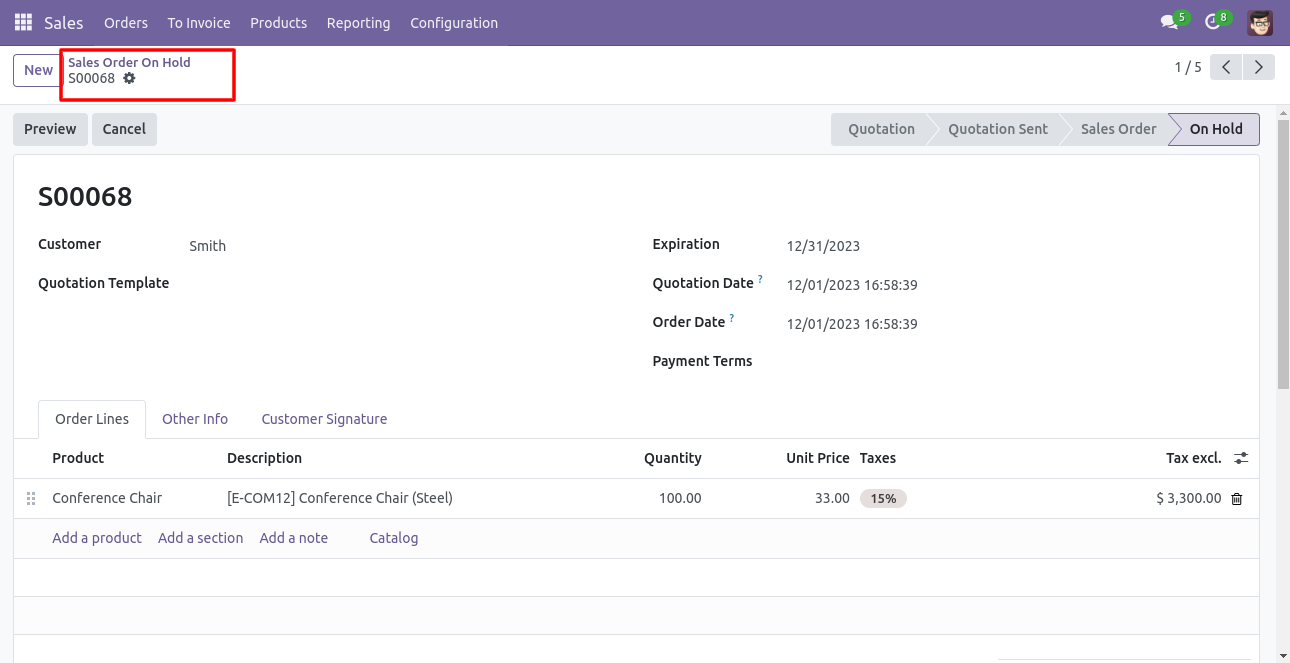 Sales Orders To Invoice Products Reporting Configuration 5 8
New Sales Order On Hold
S00068
1 / 5
Preview Cancel Quotation Quotation Sent Sales Order On Hold
S00068
Customer Smith Expiration 12/31/2023
Quotation Template Quotation Date ? 12/01/2023 16:58:39
Order Date ? 12/01/2023 16:58:39
Payment Terms
Order Lines Other Info Customer Signature
Product Description Quantity Unit Price Taxes Tax excl.
Conference Chair [E-COM12] Conference Chair (Steel) 100.00 33.00 15% $ 3,300.00
Add a product Add a section Add a note Catalog